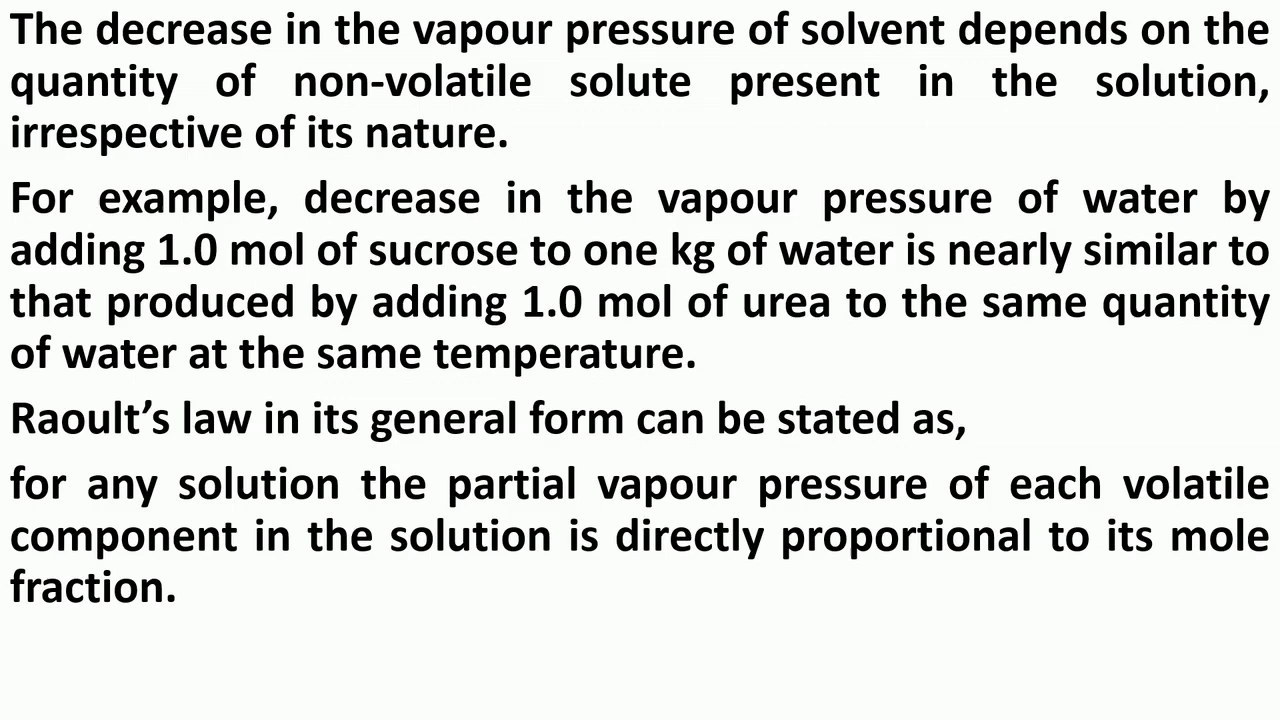 The decrease in the vapour pressure of solvent depends on the
quantity of non-volatile solute present in the solution,
irrespective of its nature.
For example, decrease in the vapour pressure of water by
adding 1.0 mol of sucrose to one kg of water is nearly similar to
that produced by adding 1.0 mol of urea to the same quantity
of water at the same temperature.
Raoult’s law in its general form can be stated as,
for any solution the partial vapour pressure of each volatile
component in the solution is directly proportional to its mole
fraction.